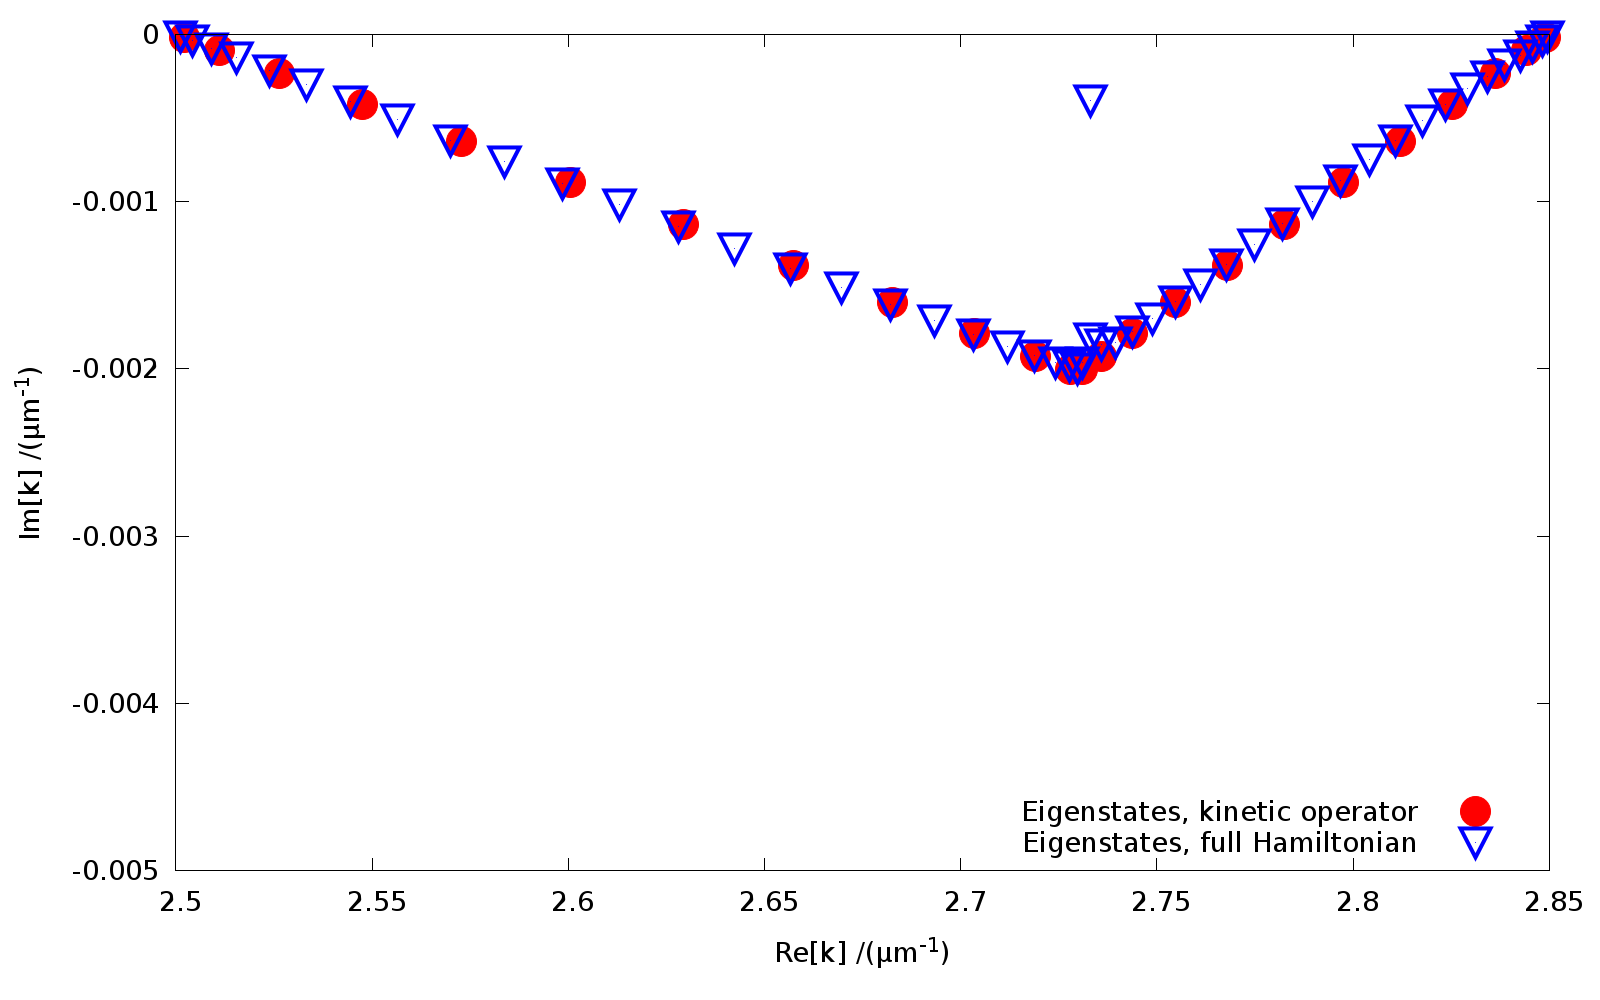 0
-0.001
-0.002
-0.003
-0.004
-0.005
2.5 2.55 2.6 2.65 2.7 2.75 2.8 2.85
Im[k] /(μm-1)
Re[k] /(μm-1)
Eigenstates, kinetic operator
Eigenstates, full Hamiltonian